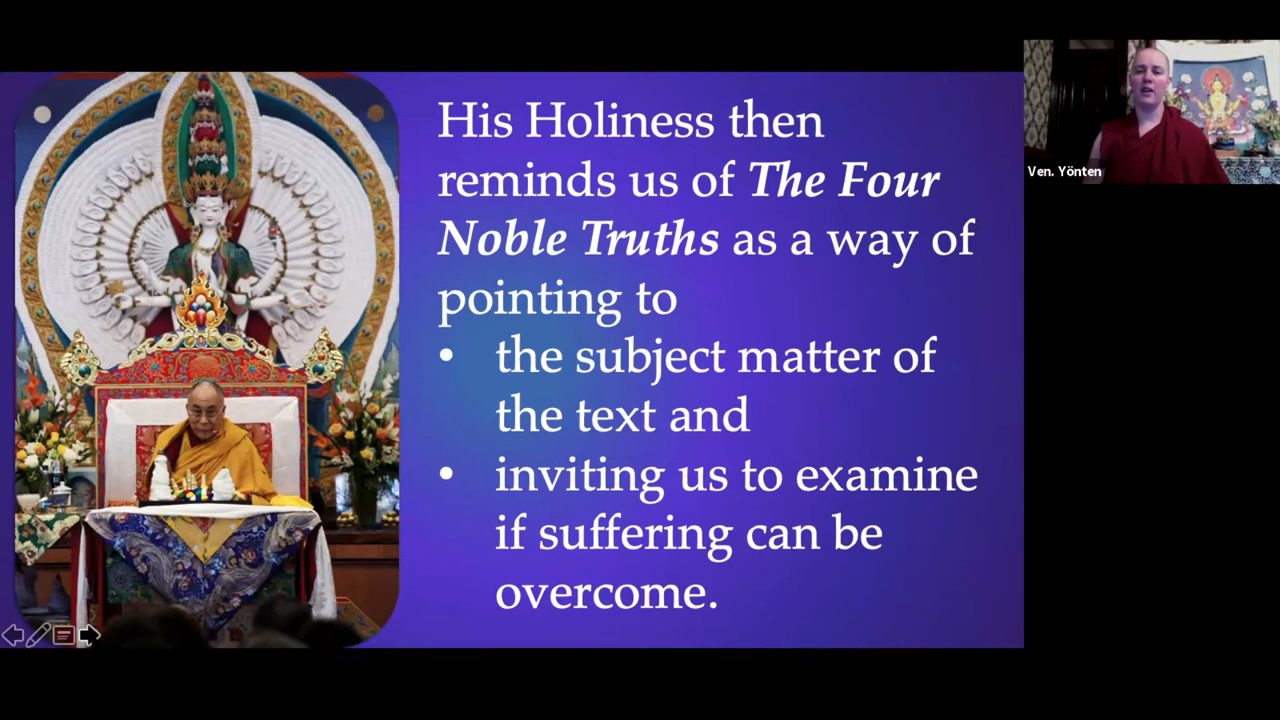 His Holiness then
reminds us of The Four
Noble Truths as a way of
pointing to
• the subject matter of
the text and
• inviting us to examine
if suffering can be
overcome.
Ven. Yönten